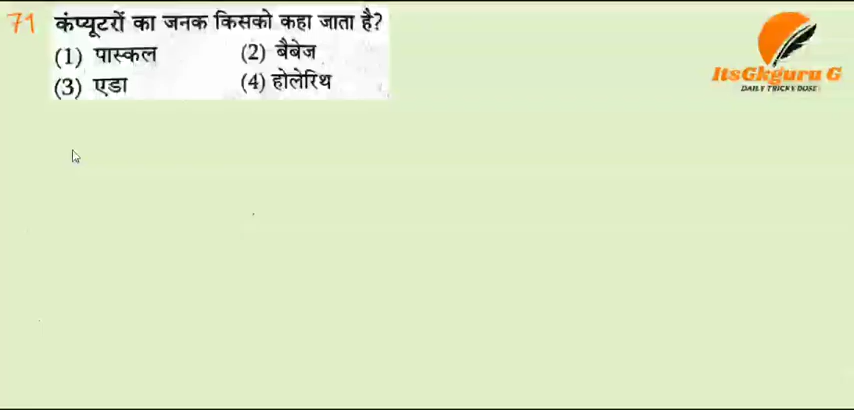 71 कंप्यूटरों का जनक किसको कहा जाता है?
(1) पास्कल (2) बैबेज
(3) एडा (4) होलेरिथ
ItsGkguru G
DAILY TRICKY DOSE